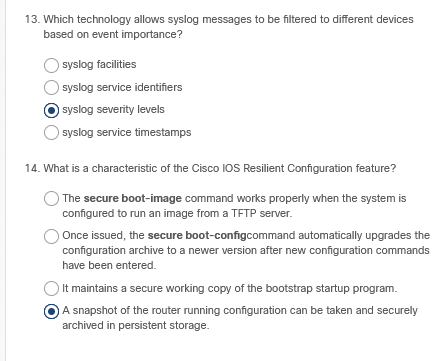 13. Which technology allows syslog messages to be filtered to different devices
based on event importance?
syslog facilities
syslog service identifiers
syslog severity levels
syslog service timestamps
14. What is a characteristic of the Cisco IOS Resilient Configuration feature?
The secure boot-image command works properly when the system is
configured to run an image from a TFTP server.
Once issued, the secure boot-configcommand automatically upgrades the
configuration archive to a newer version after new configuration commands
have been entered.
It maintains a secure working copy of the bootstrap startup program.
A snapshot of the router running configuration can be taken and securely
archived in persistent storage.